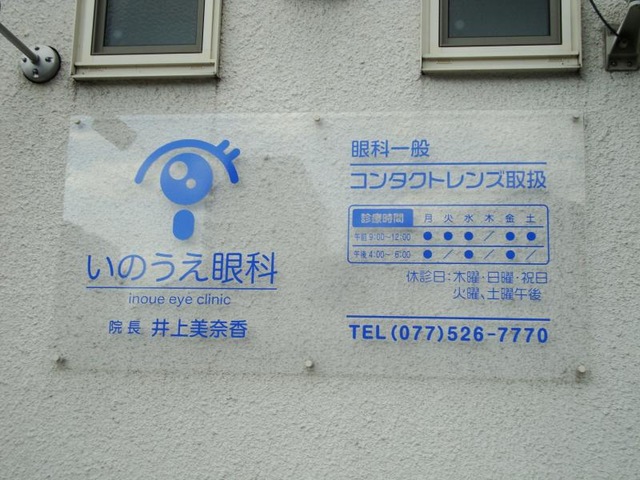 いのうえ眼科
inoue eye clinic
院長 井上美奈香
眼科一般
コンタクトレンズ取扱
診療時間 月 火 水 木 金 土
午前9:00~12:00 ● ● ● / ● ●
午後4:00~6:00 ● / ● / ● /
休診日:木曜・日曜・祝日
火曜、土曜午後
TEL(077)526-7770